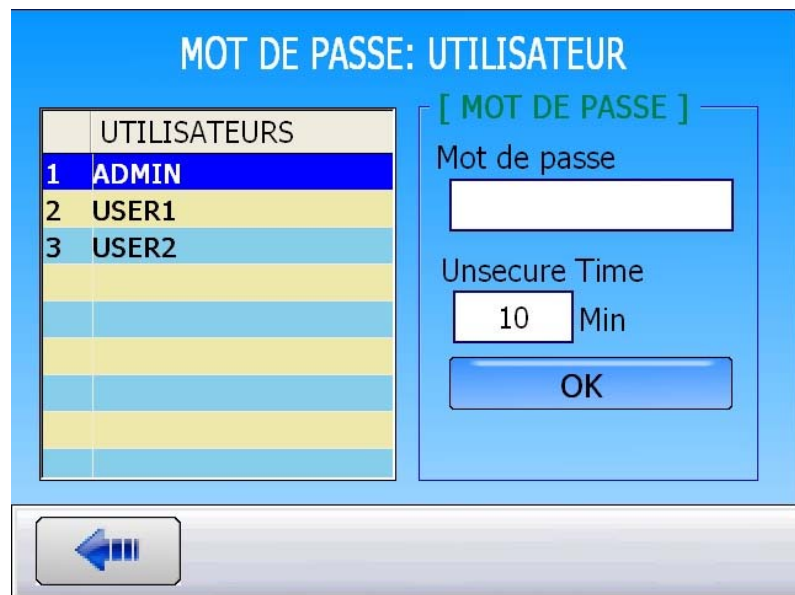 MOT DE PASSE: UTILISATEUR
UTILISATEURS
1 ADMIN
2 USER1
3 USER2
[ MOT DE PASSE ]
Mot de passe
Unsecure Time
10 Min
OK